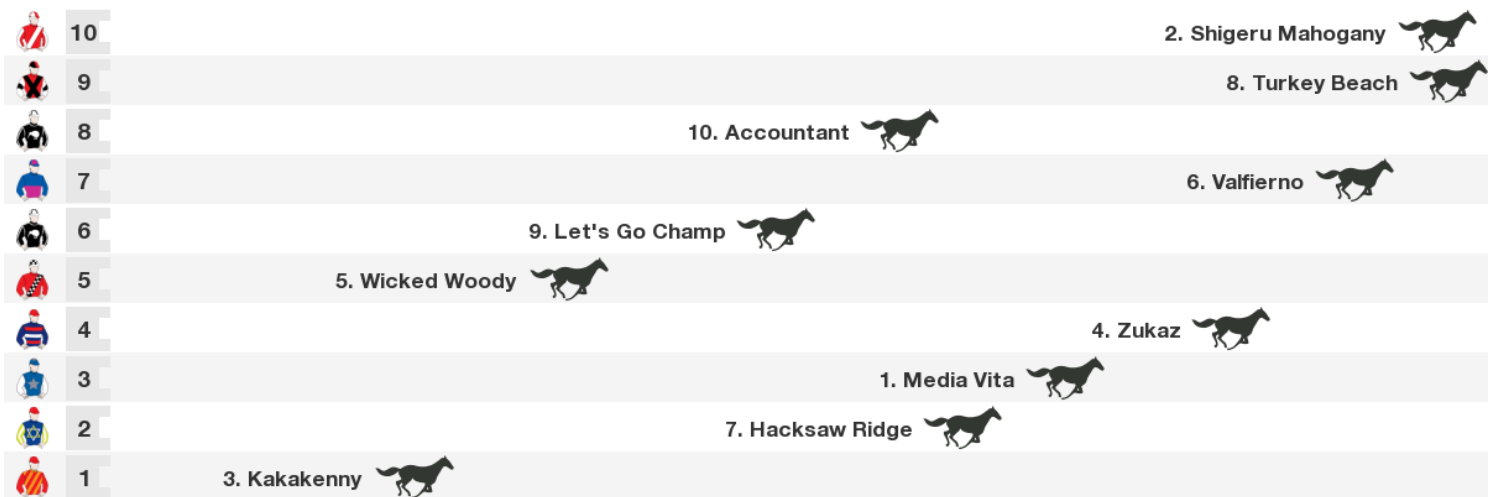 10 2. Shigeru Mahogany
9 8. Turkey Beach
8 10. Accountant
7 6. Valfierno
6 9. Let's Go Champ
5 5. Wicked Woody
4 4. Zukaz
3 1. Media Vita
2 7. Hacksaw Ridge
1 3. Kakakenny